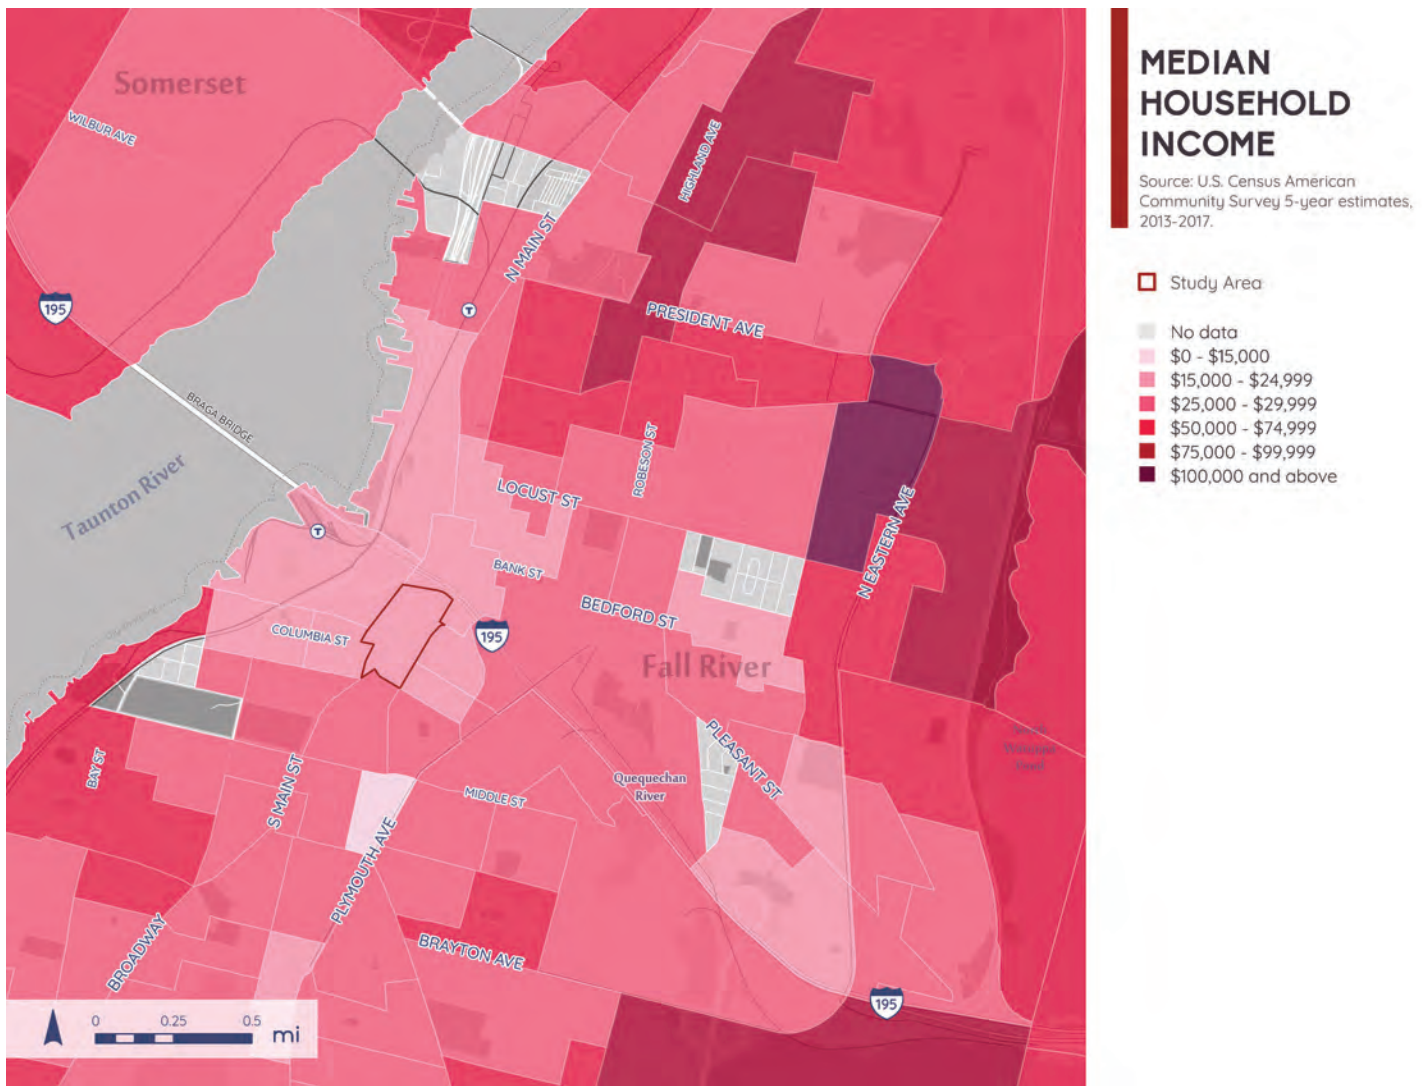 MEDIAN
HOUSEHOLD
INCOME
Source: U.S. Census American
Community Survey 5-year estimates,
2013-2017.
Study Area
No data
$0 - $15,000
$15,000 - $24,999
$25,000 - $29,999
$50,000 - $74,999
$75,000 - $99,999
$100,000 and above
Somerset
WILBUR AVE
HIGHLAND AVE
N MAIN ST
195
T
PRESIDENT AVE
BRAGA BRIDGE
Taunton River
ROBESON ST
LOCUST ST
T
N EASTERN AVE
BANK ST
BEDFORD ST
COLUMBIA ST
195
Fall River
PLEASANT ST
BAY ST
S MAIN ST
Quequechan
River
MIDDLE ST
PLYMOUTH AVE
BROADWAY
BRAYTON AVE
195
0 0.25 0.5
mi